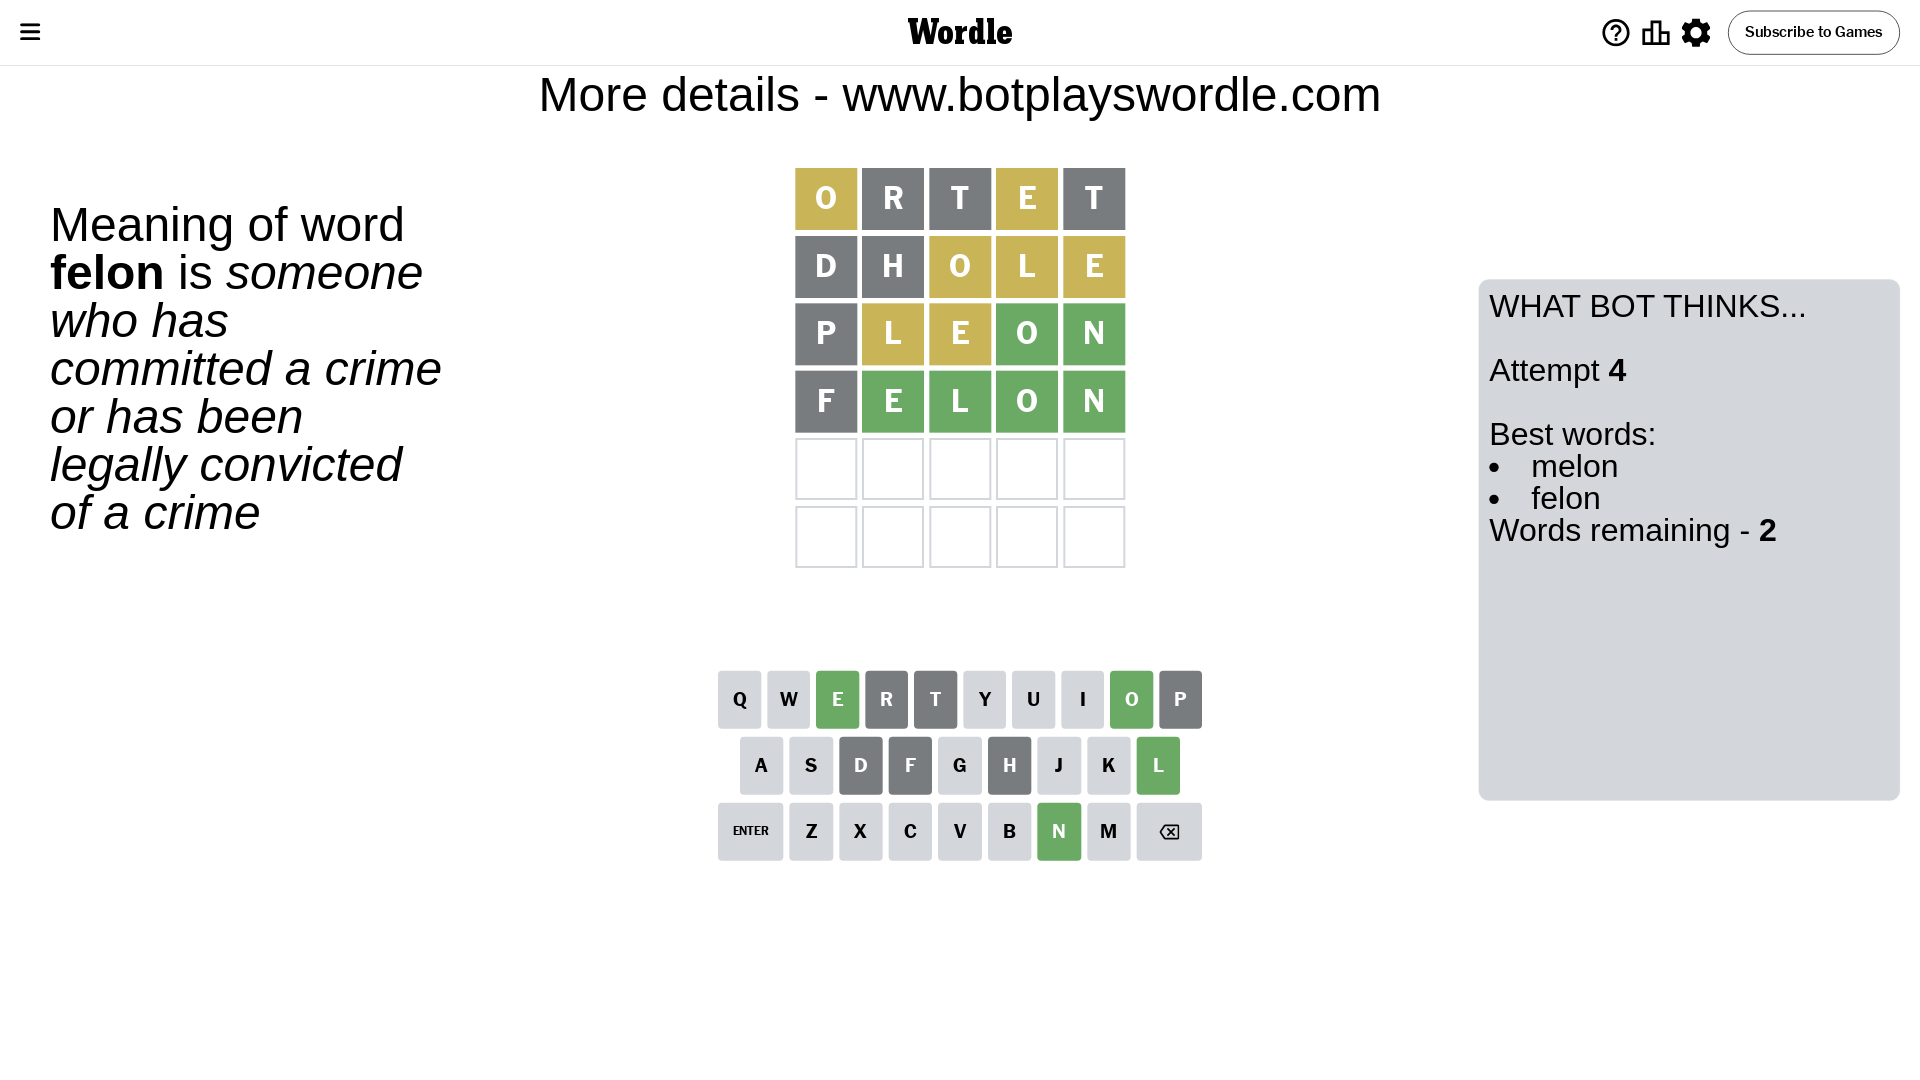 Wordle
Subscribe to Games
More details - www.botplayswordle.com
Meaning of word
felon is someone
who has
committed a crime
or has been
legally convicted
of a crime
O R T E T
D H O L E
P L E O N
F E L O N
WHAT BOT THINKS...
Attempt 4
Best words:
• melon
• felon
Words remaining - 2
Q W E R T Y U I O P
A S D F G H J K L
ENTER Z X C V B N M